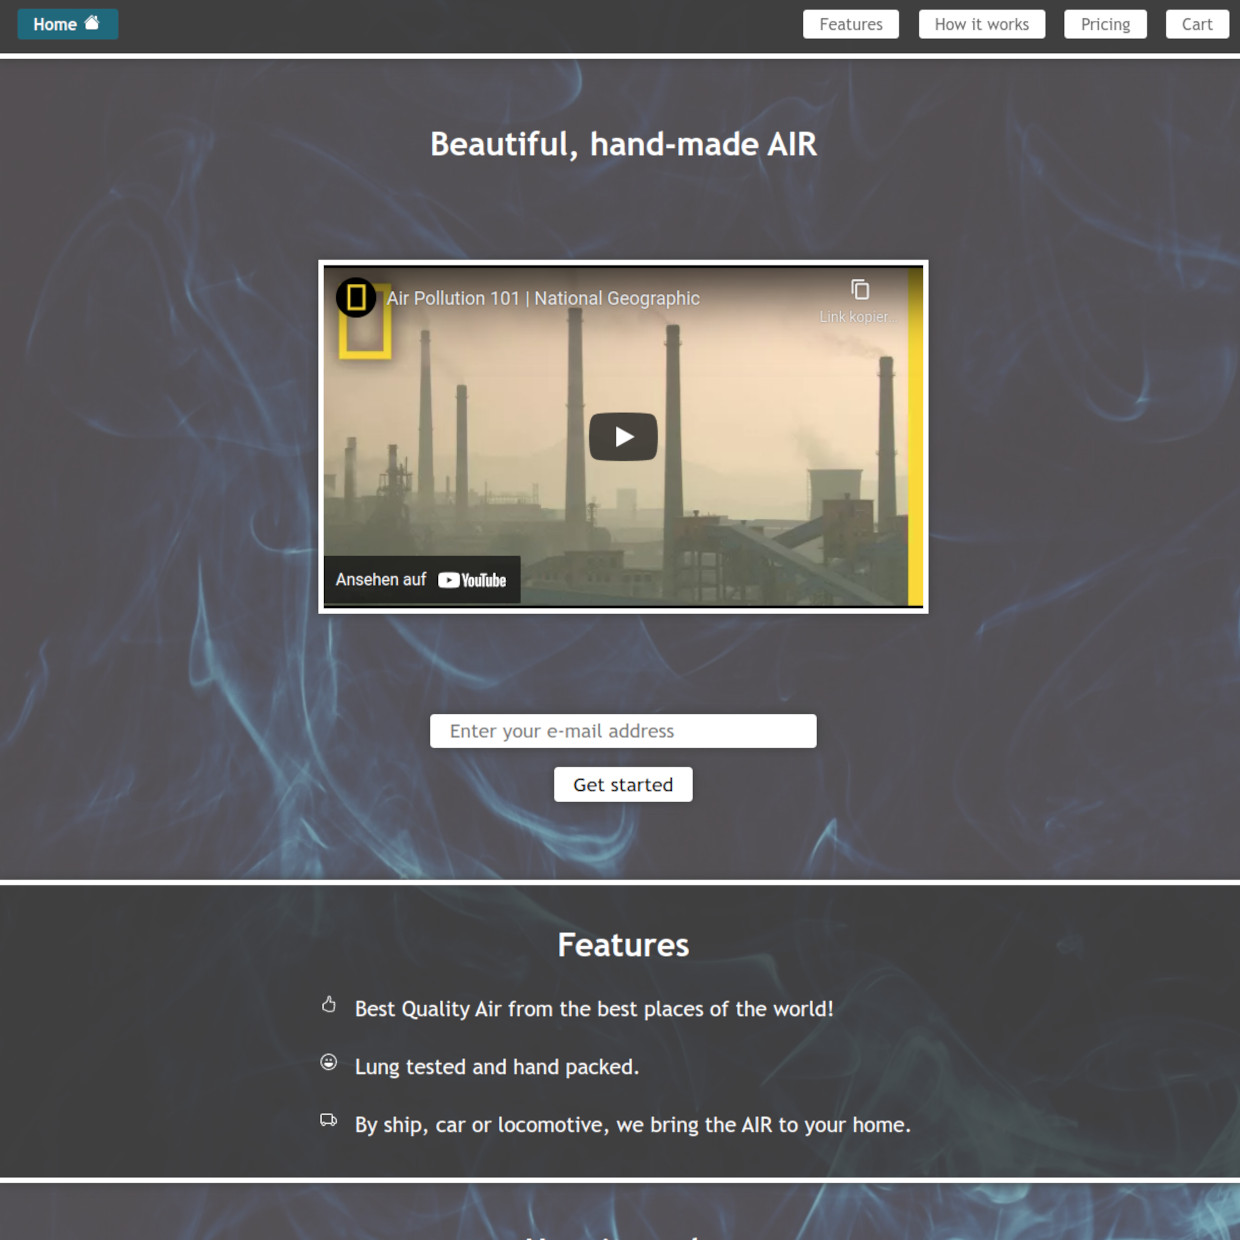 Home
Features
How it works
Pricing
Cart
Beautiful, hand-made AIR
Air Pollution 101 | National Geographic
Link kopier...
Ansehen auf YouTube
Enter your e-mail address
Get started
Features
Best Quality Air from the best places of the world!
Lung tested and hand packed.
By ship, car or locomotive, we bring the AIR to your home.